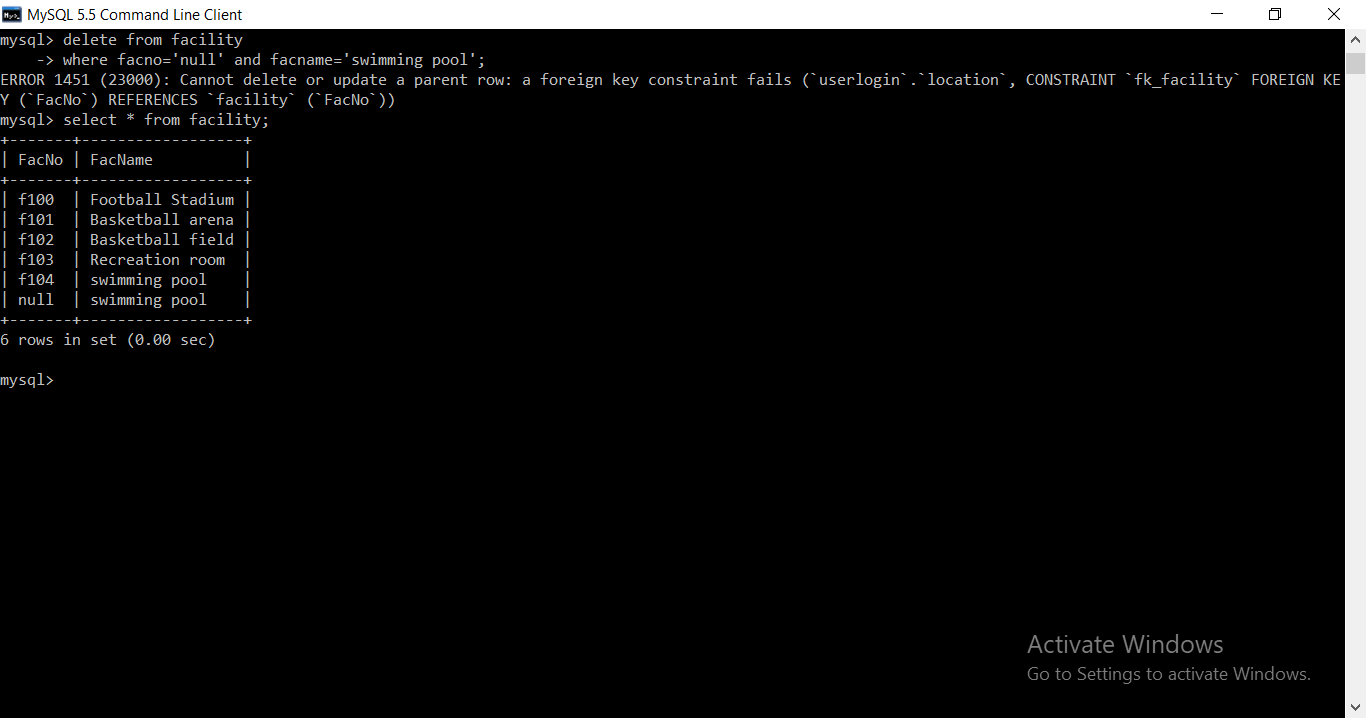 MySQL 5.5 Command Line Client
mysql> delete from facility
    -> where facno='null' and facname='swimming pool';
ERROR 1451 (23000): Cannot delete or update a parent row: a foreign key constraint fails (`userlogin`.`location`, CONSTRAINT `fk_facility` FOREIGN KE
Y (`FacNo`) REFERENCES `facility` (`FacNo`))
mysql> select * from facility;
+-------+------------------+
| FacNo | FacName          |
+-------+------------------+
| f100  | Football Stadium |
| f101  | Basketball arena |
| f102  | Basketball field |
| f103  | Recreation room  |
| f104  | swimming pool    |
| null  | swimming pool    |
+-------+------------------+
6 rows in set (0.00 sec)
mysql>
Activate Windows
Go to Settings to activate Windows.